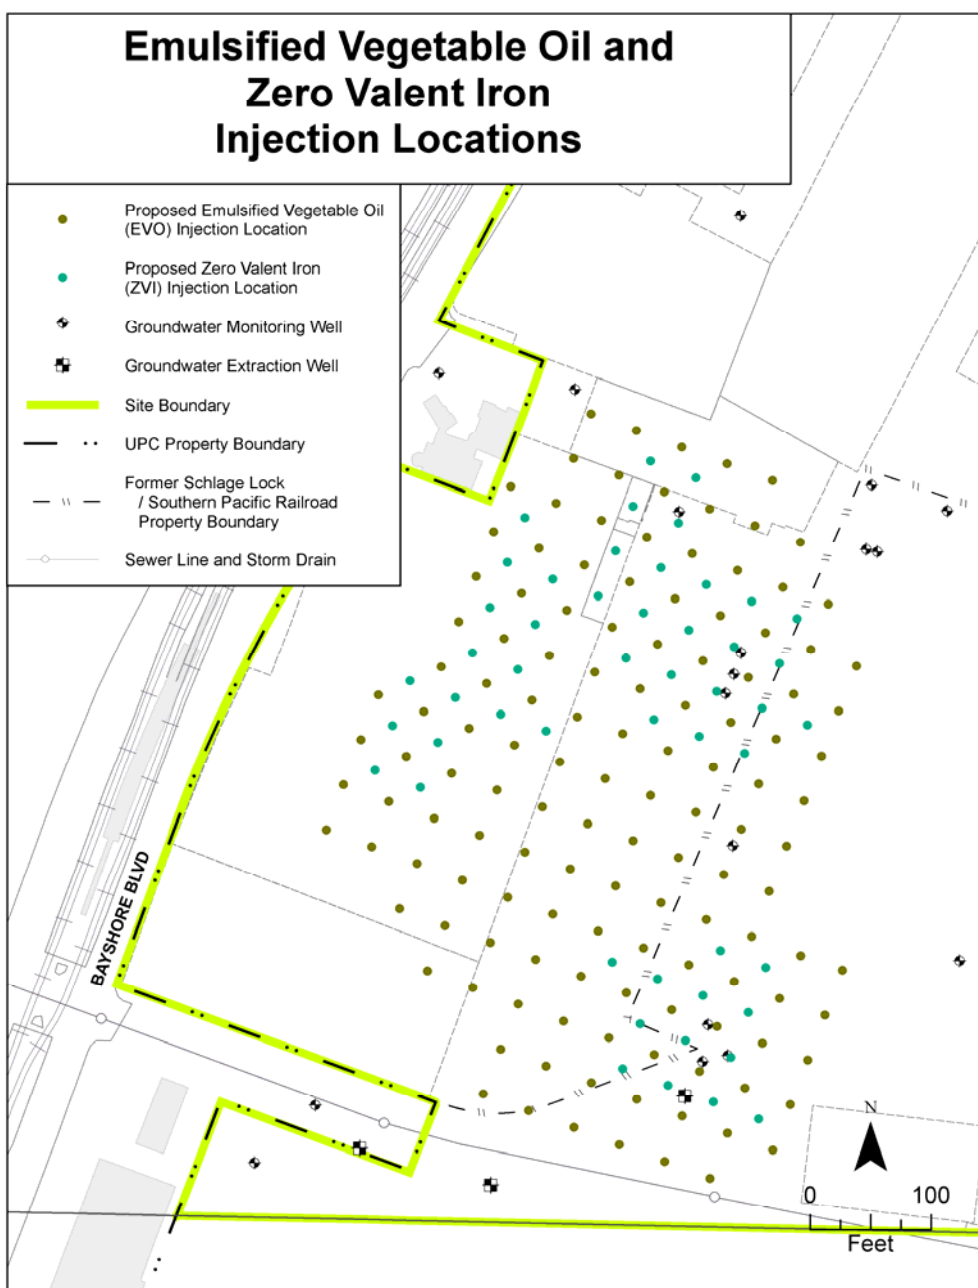 Emulsified Vegetable Oil and
Zero Valent Iron
Injection Locations
Proposed Emulsified Vegetable Oil
(EVO) Injection Location
Proposed Zero Valent Iron
(ZVI) Injection Location
Groundwater Monitoring Well
Groundwater Extraction Well
Site Boundary
UPC Property Boundary
Former Schlage Lock
/ Southern Pacific Railroad
Property Boundary
Sewer Line and Storm Drain
BAYSHORE BLVD
N
0 100
Feet